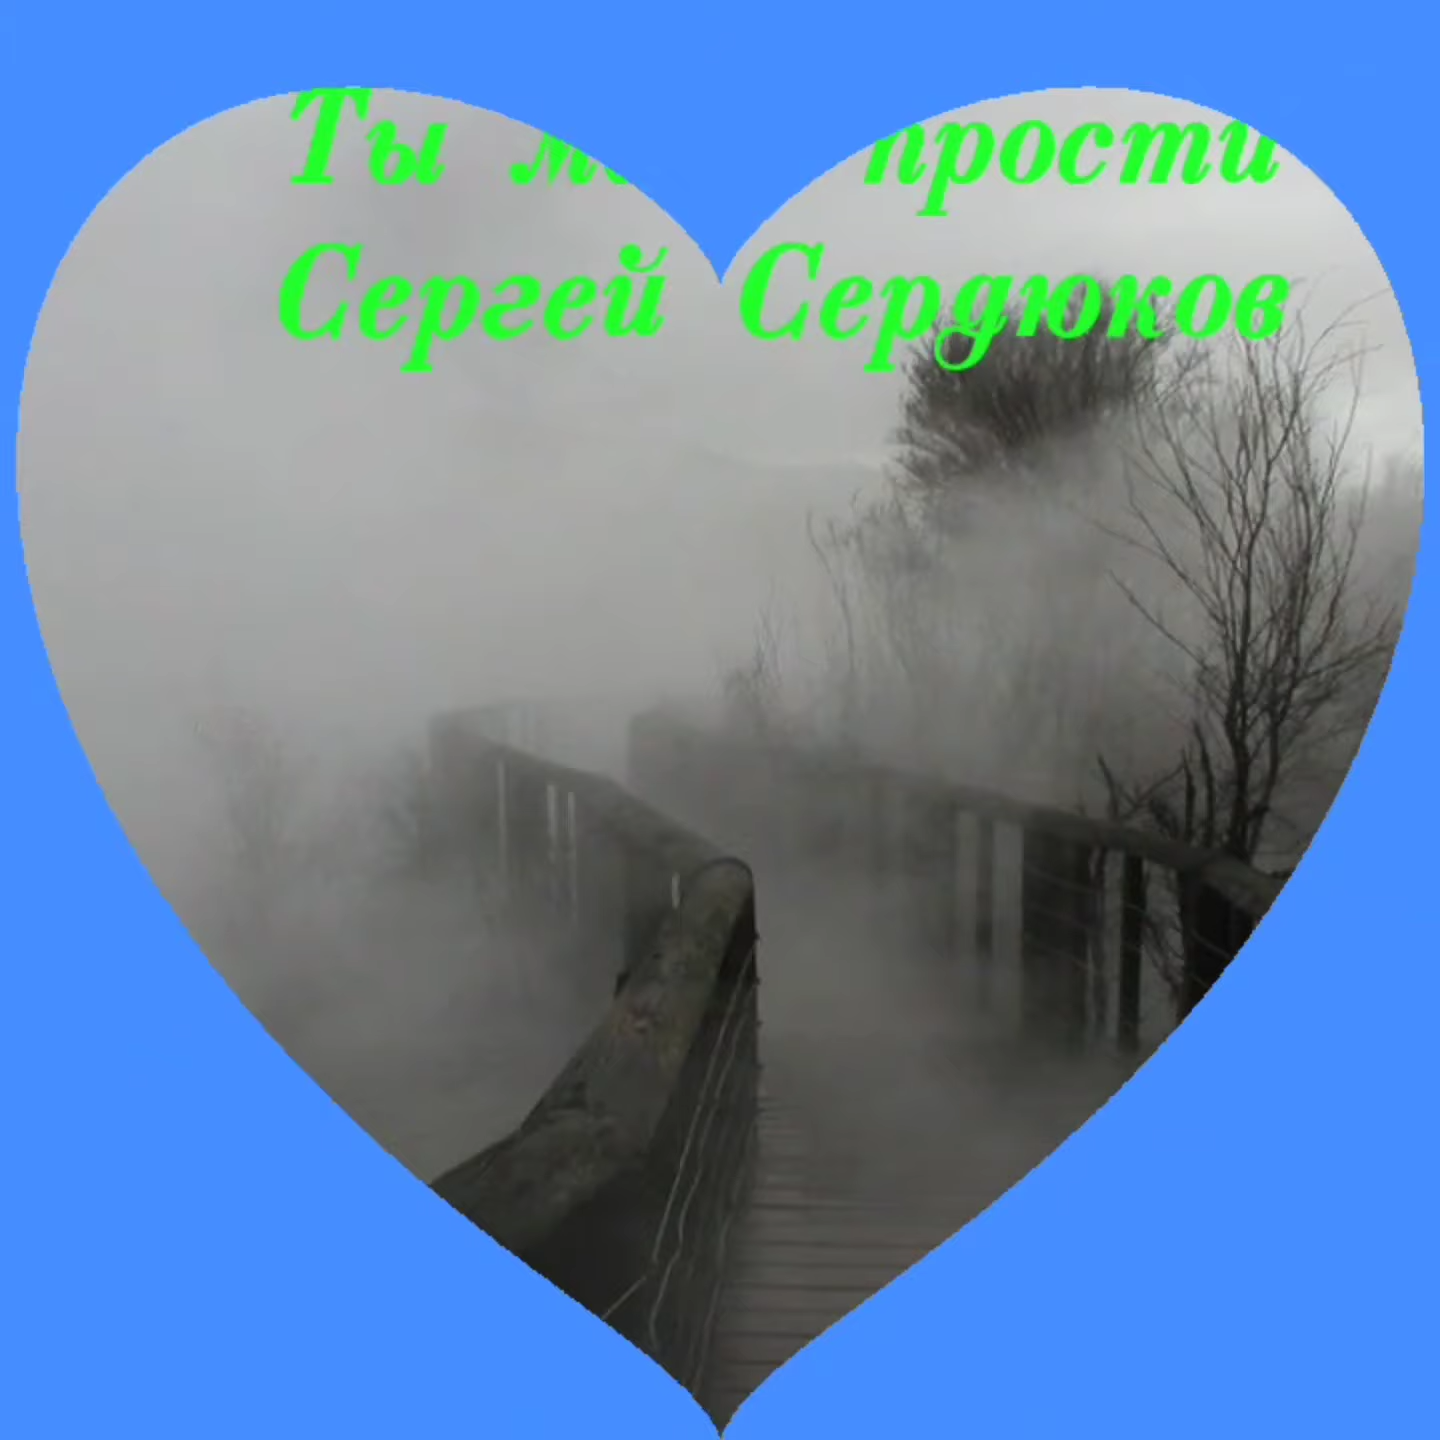 Ты прости
Сергей Сердюков